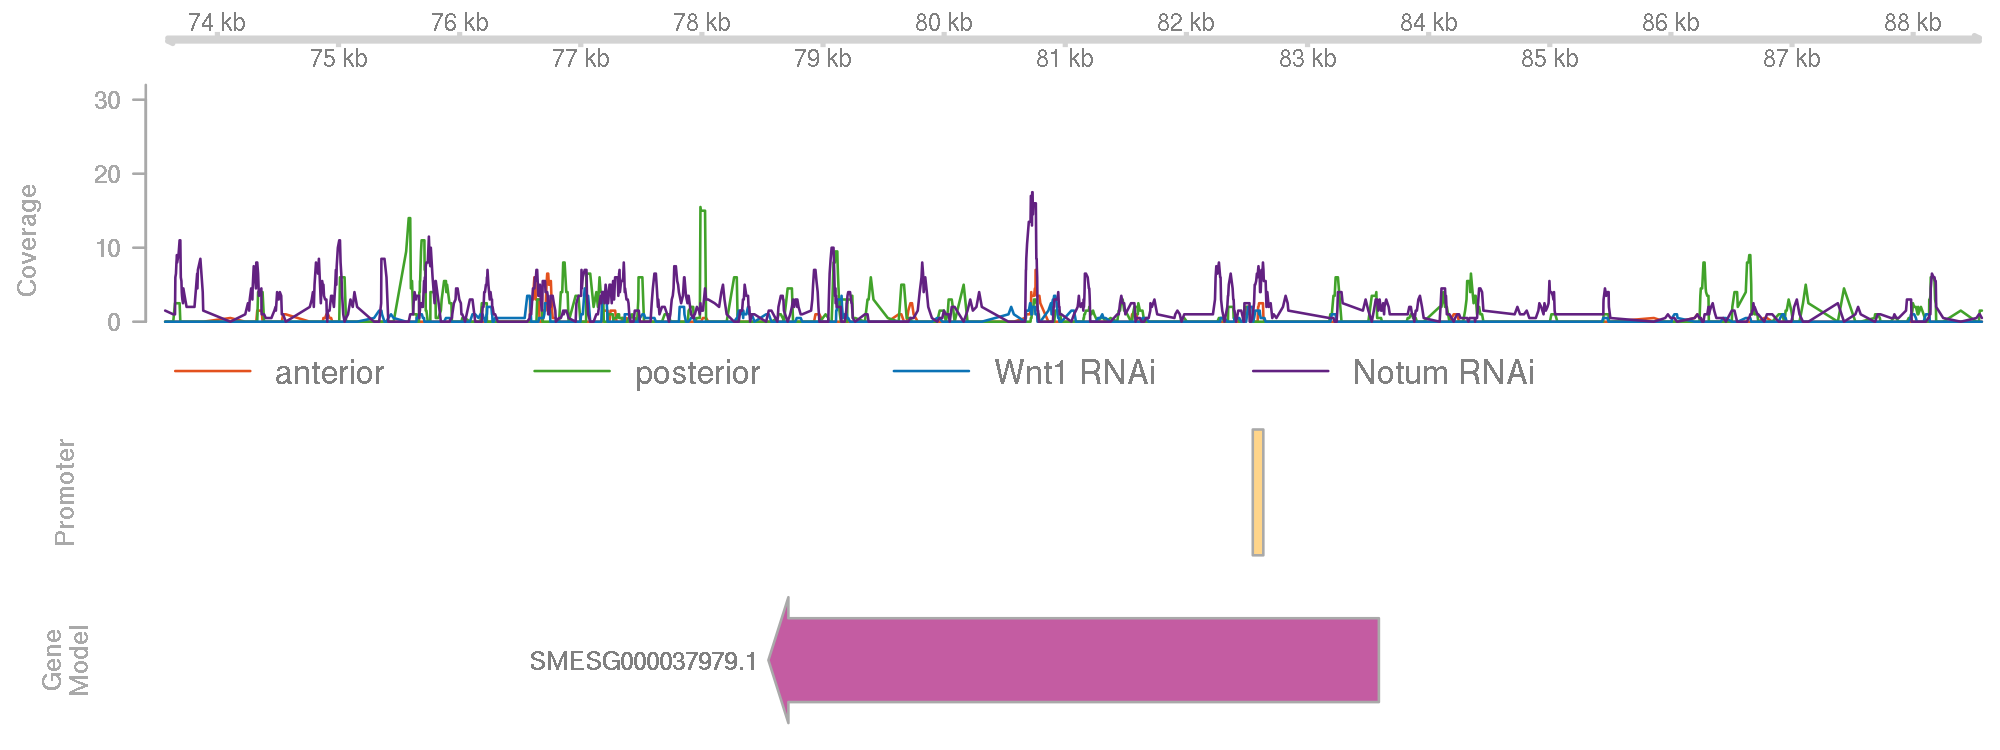 74 kb 76 kb 78 kb 80 kb 82 kb 84 kb 86 kb 88 kb
75 kb 77 kb 79 kb 81 kb 83 kb 85 kb 87 kb
Coverage
30
20
10
0
anterior posterior Wnt1 RNAi Notum RNAi
Promoter
Gene
Model
SMESG000037979.1